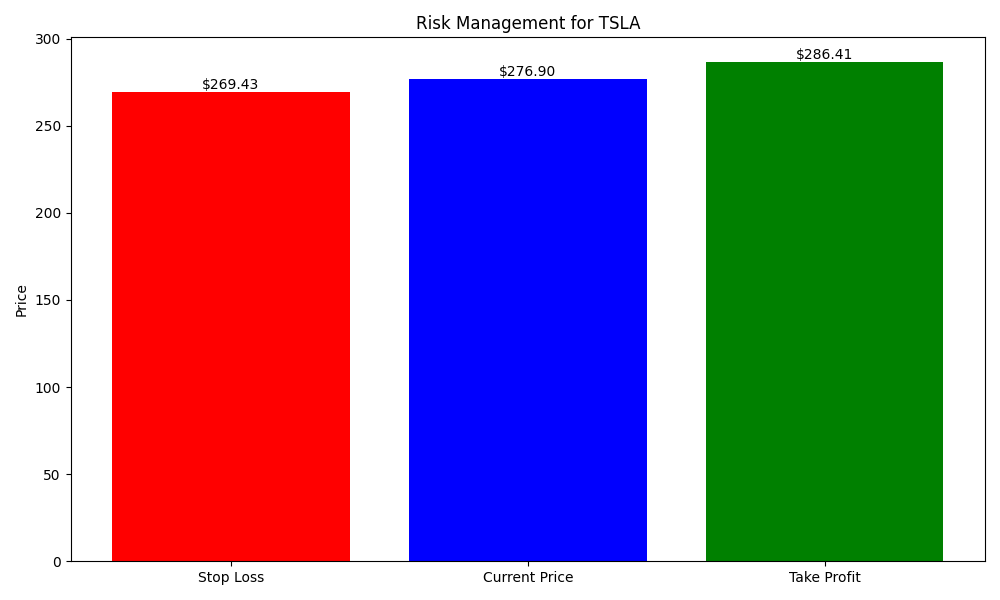 Risk Management for TSLA
300
250
200
150
100
50
0
Price
$269.43
$276.90
$286.41
Stop Loss
Current Price
Take Profit